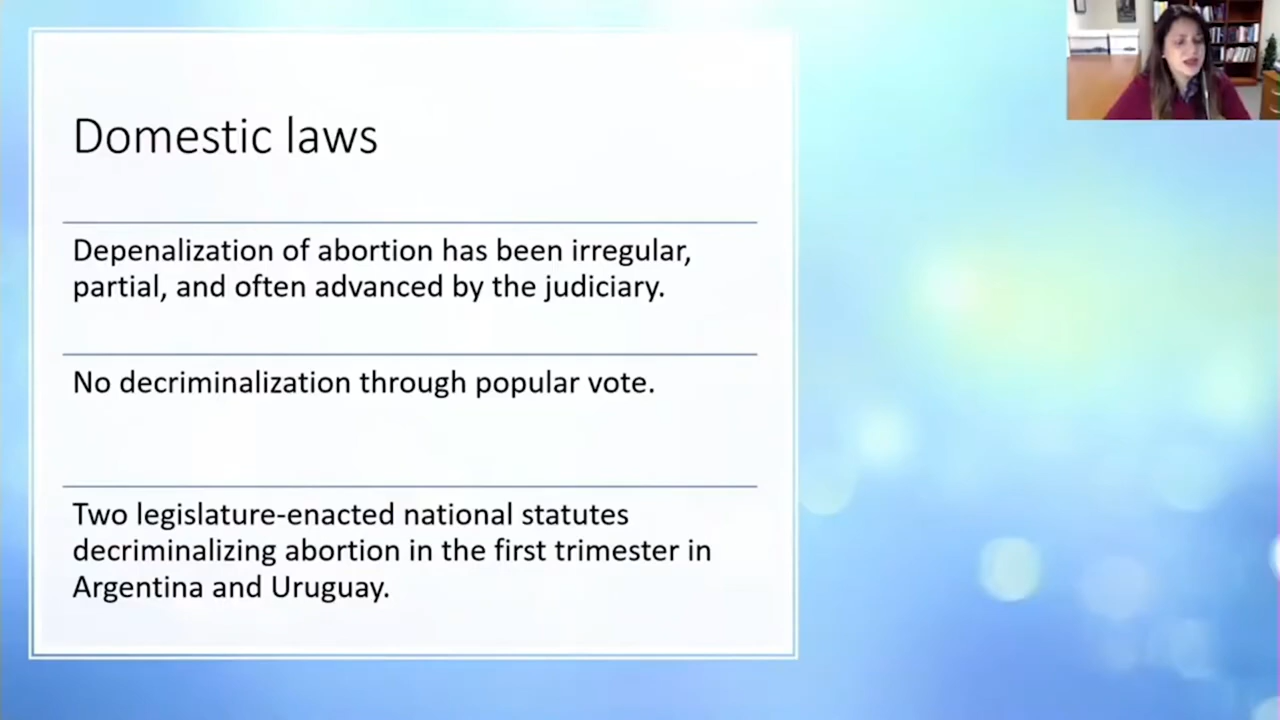 Domestic laws
Depenalization of abortion has been irregular,
partial, and often advanced by the judiciary.
No decriminalization through popular vote.
Two legislature-enacted national statutes
decriminalizing abortion in the first trimester in
Argentina and Uruguay.